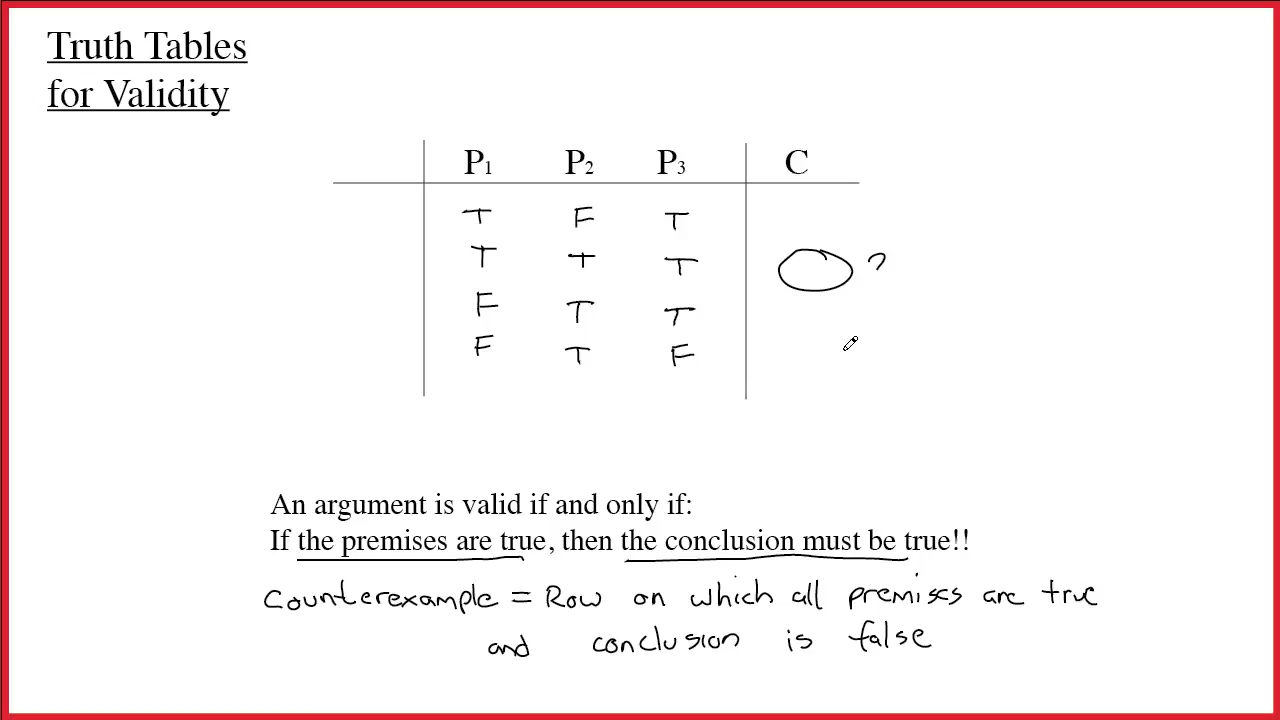 Truth Tables
for Validity
P1 P2 P3 C
T F T
T T T ?
F T T
F T F
An argument is valid if and only if:
If the premises are true, then the conclusion must be true!!
Counterexample = Row on which all premises are true
and conclusion is false